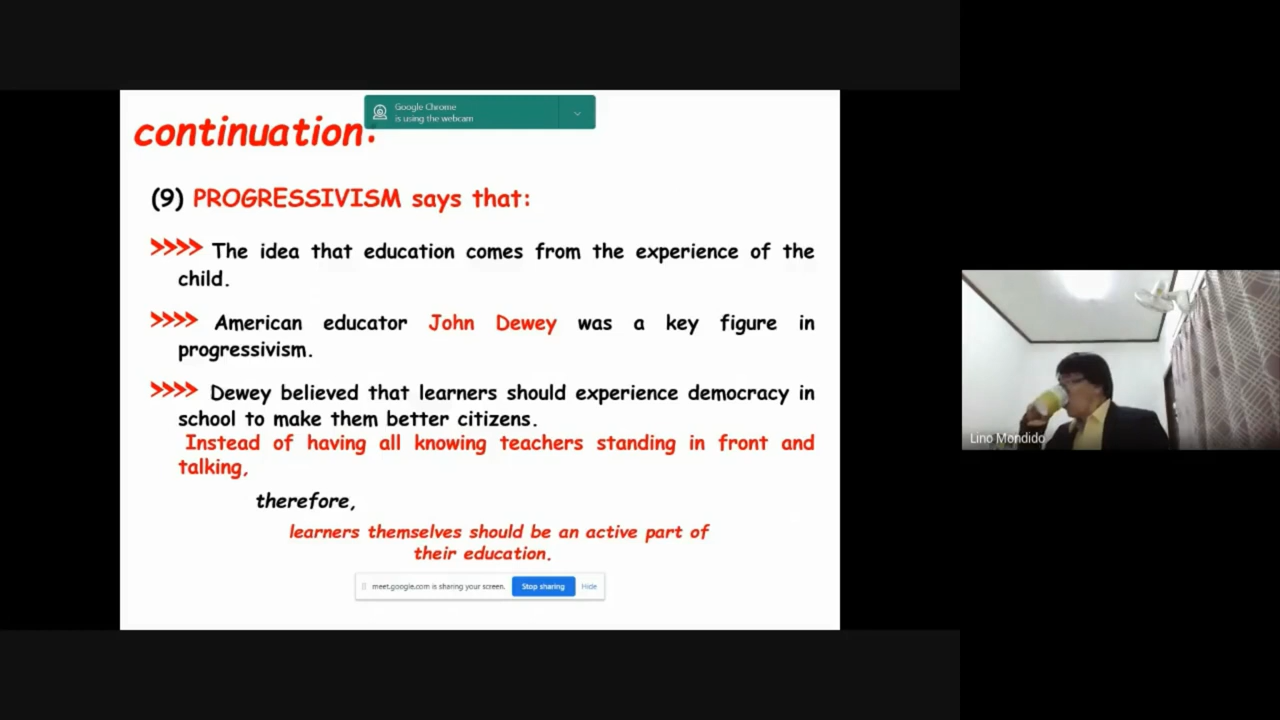 Google Chrome
is using the webcam
continuation:
(9) PROGRESSIVISM says that:
>>>> The idea that education comes from the experience of the
child.
>>>> American educator John Dewey was a key figure in
progressivism.
>>>> Dewey believed that learners should experience democracy in
school to make them better citizens.
Instead of having all knowing teachers standing in front and
talking,
therefore,
learners themselves should be an active part of
their education.
meet.google.com is sharing your screen. Stop sharing Hide
Lino Mondido